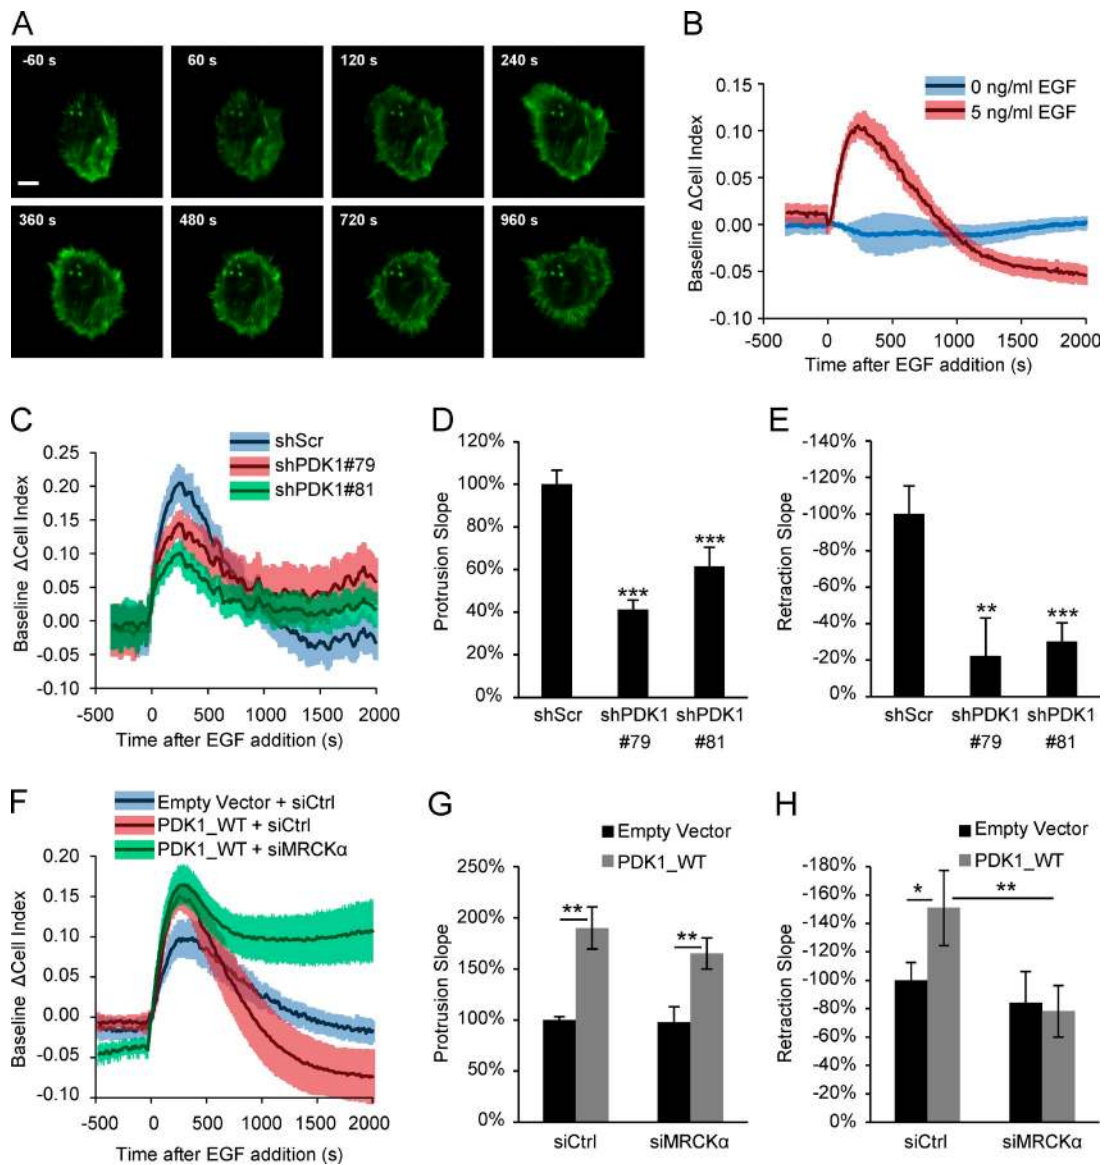 A
-60 s
60 s
120 s
240 s
360 s
480 s
720 s
960 s
B
0 ng/ml EGF
5 ng/ml EGF
Baseline ΔCell Index
0.15
0.10
0.05
0.00
-0.05
-0.10
-500
0
500
1000
1500
2000
Time after EGF addition (s)
C
shScr
shPDK1#79
shPDK1#81
Baseline ΔCell Index
0.25
0.20
0.15
0.10
0.05
0.00
-0.05
-0.10
-500
0
500
1000
1500
2000
Time after EGF addition (s)
D
Protrusion Slope
120%
100%
80%
60%
40%
20%
0%
***
***
shScr
shPDK1
#79
shPDK1
#81
E
Retraction Slope
-140%
-120%
-100%
-80%
-60%
-40%
-20%
0%
**
***
shScr
shPDK1
#79
shPDK1
#81
F
Empty Vector + siCtrl
PDK1_WT + siCtrl
PDK1_WT + siMRCKα
Baseline ΔCell Index
0.20
0.15
0.10
0.05
0.00
-0.05
-0.10
-500
0
500
1000
1500
2000
Time after EGF addition (s)
G
Empty Vector
PDK1_WT
Protrusion Slope
250%
200%
150%
100%
50%
0%
**
**
siCtrl
siMRCKα
H
Empty Vector
PDK1_WT
Retraction Slope
-180%
-160%
-140%
-120%
-100%
-80%
-60%
-40%
-20%
0%
*
**
siCtrl
siMRCKα